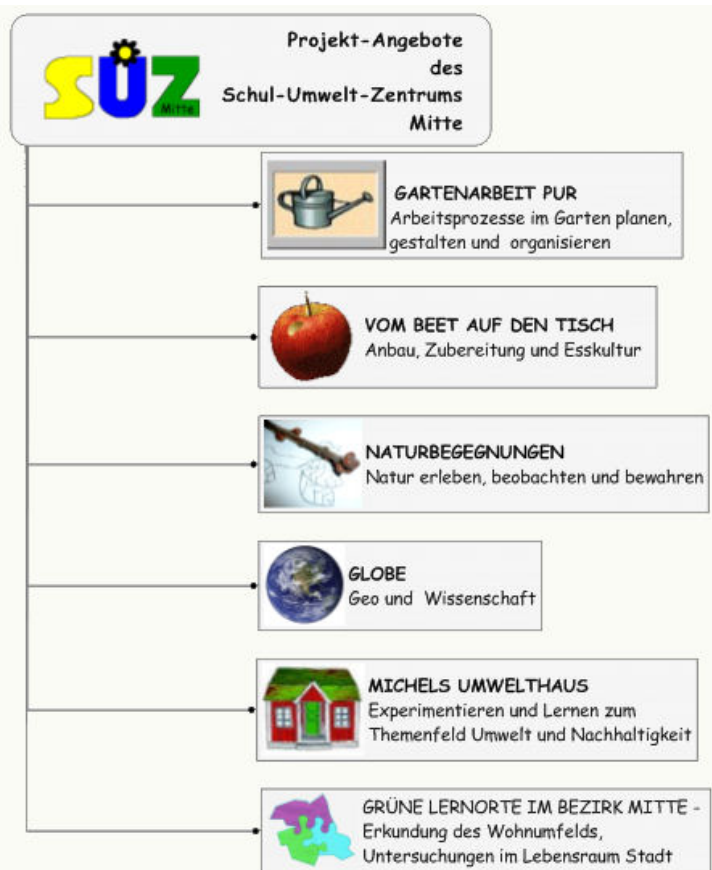 SÜZ
Mitte
Projekt-Angebote
des
Schul-Umwelt-Zentrums
Mitte
GARTENARBEIT PUR
Arbeitsprozesse im Garten planen,
gestalten und organisieren
VOM BEET AUF DEN TISCH
Anbau, Zubereitung und Esskultur
NATURBEGEGNUNGEN
Natur erleben, beobachten und bewahren
GLOBE
Geo und Wissenschaft
MICHELS UMWELTHAUS
Experimentieren und Lernen zum
Themenfeld Umwelt und Nachhaltigkeit
GRÜNE LERNORTE IM BEZIRK MITTE -
Erkundung des Wohnumfelds,
Untersuchungen im Lebensraum Stadt